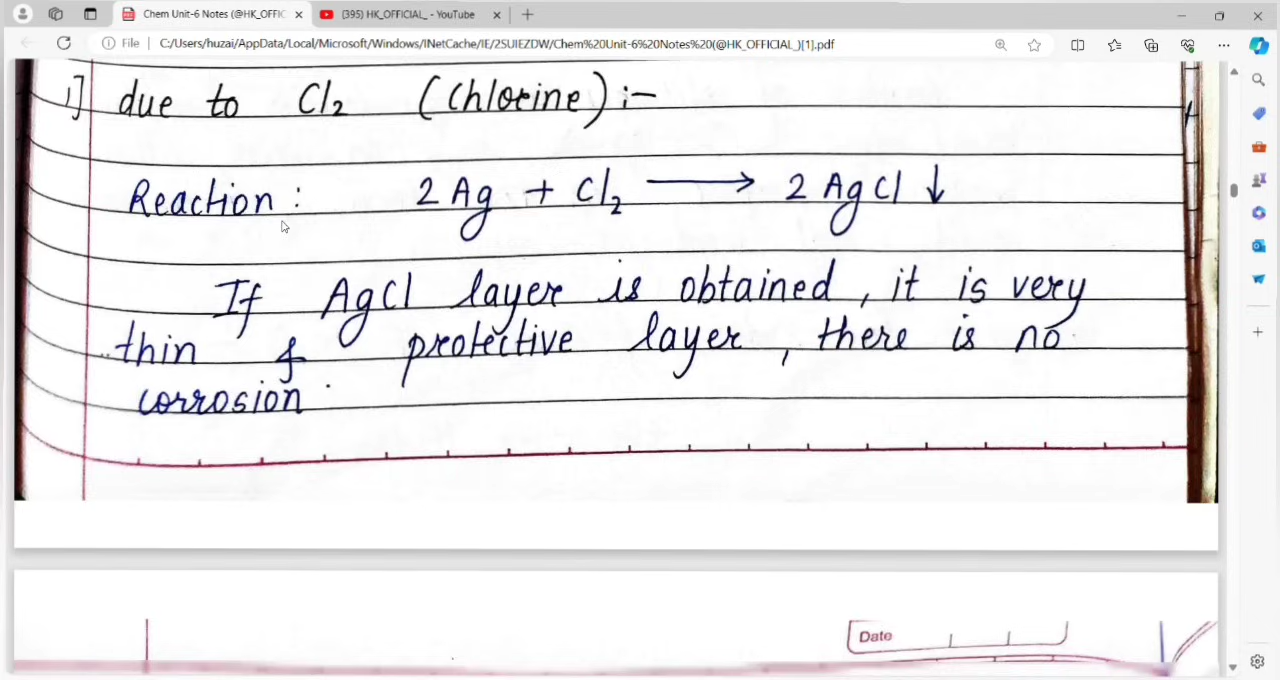 Chem Unit-6 Notes (@HK_OFFIC
(395) HK_OFFICIAL_ - YouTube
File | C:/Users/huzai/AppData/Local/Microsoft/Windows/INetCache/IE/2SUIEZDW/Chem%20Unit-6%20Notes%20(@HK_OFFICIAL_)[1].pdf
1] due to Cl₂ (Chlorine) :-
Reaction : 2 Ag + Cl₂ ⟶ 2 AgCl ↓
If AgCl layer is obtained, it is very
thin & protective layer, there is no
corrosion.
Date